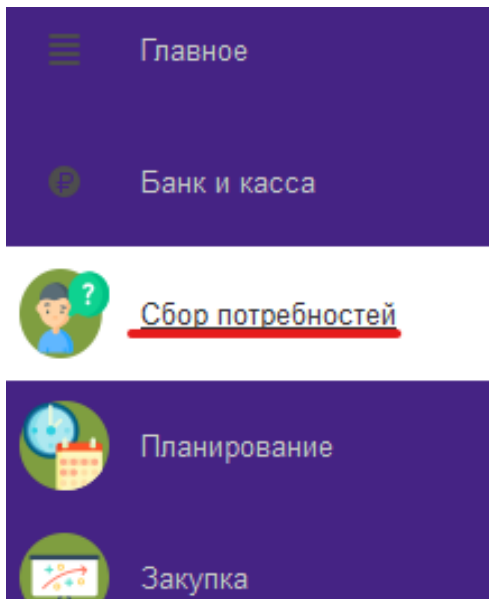 Главное
Банк и касса
Сбор потребностей
Планирование
Закупка